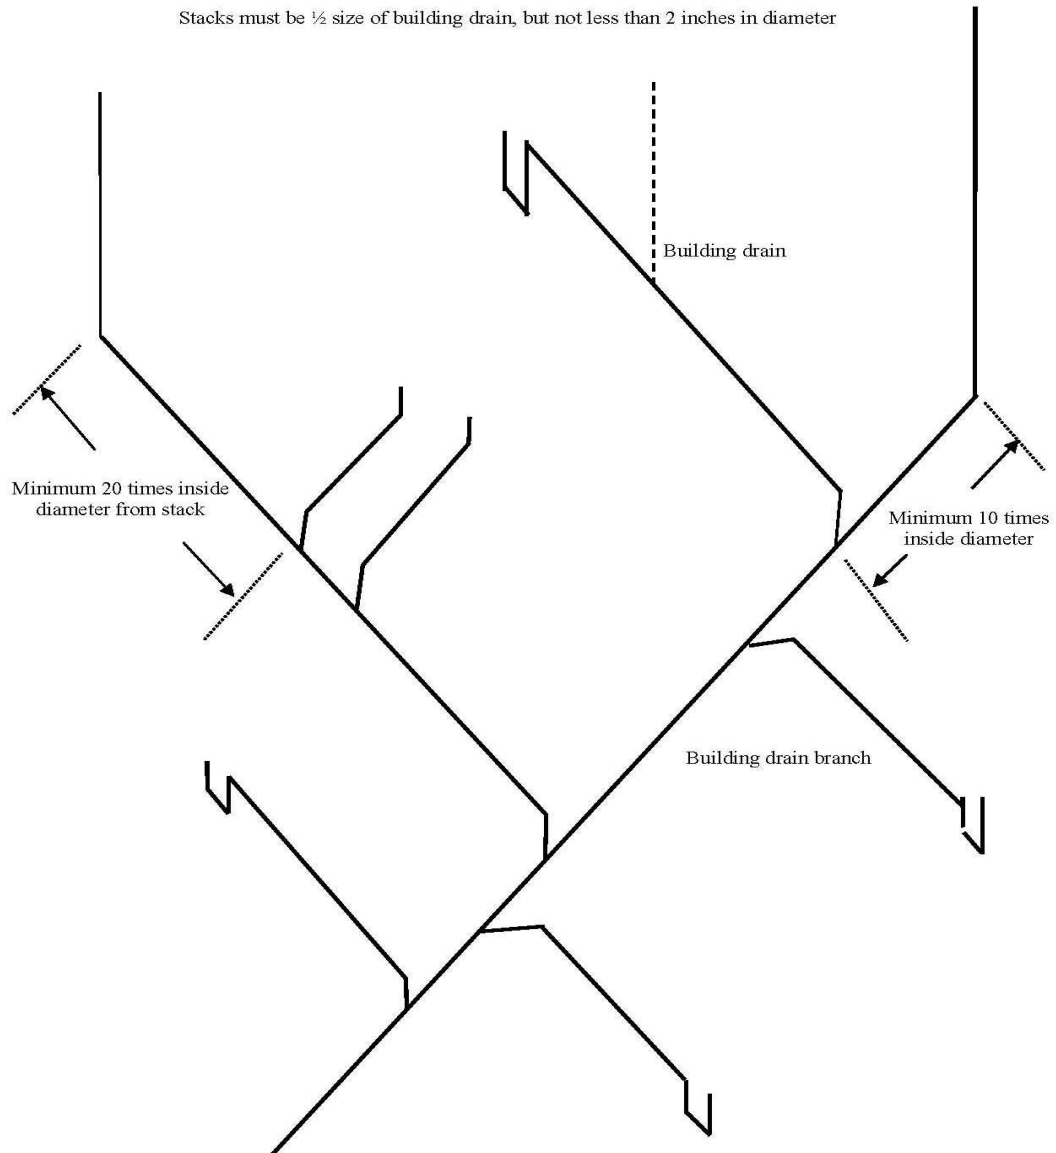 Stacks must be ½ size of building drain, but not less than 2 inches in diameter
Building drain
Minimum 20 times inside
diameter from stack
Minimum 10 times
inside diameter
Building drain branch